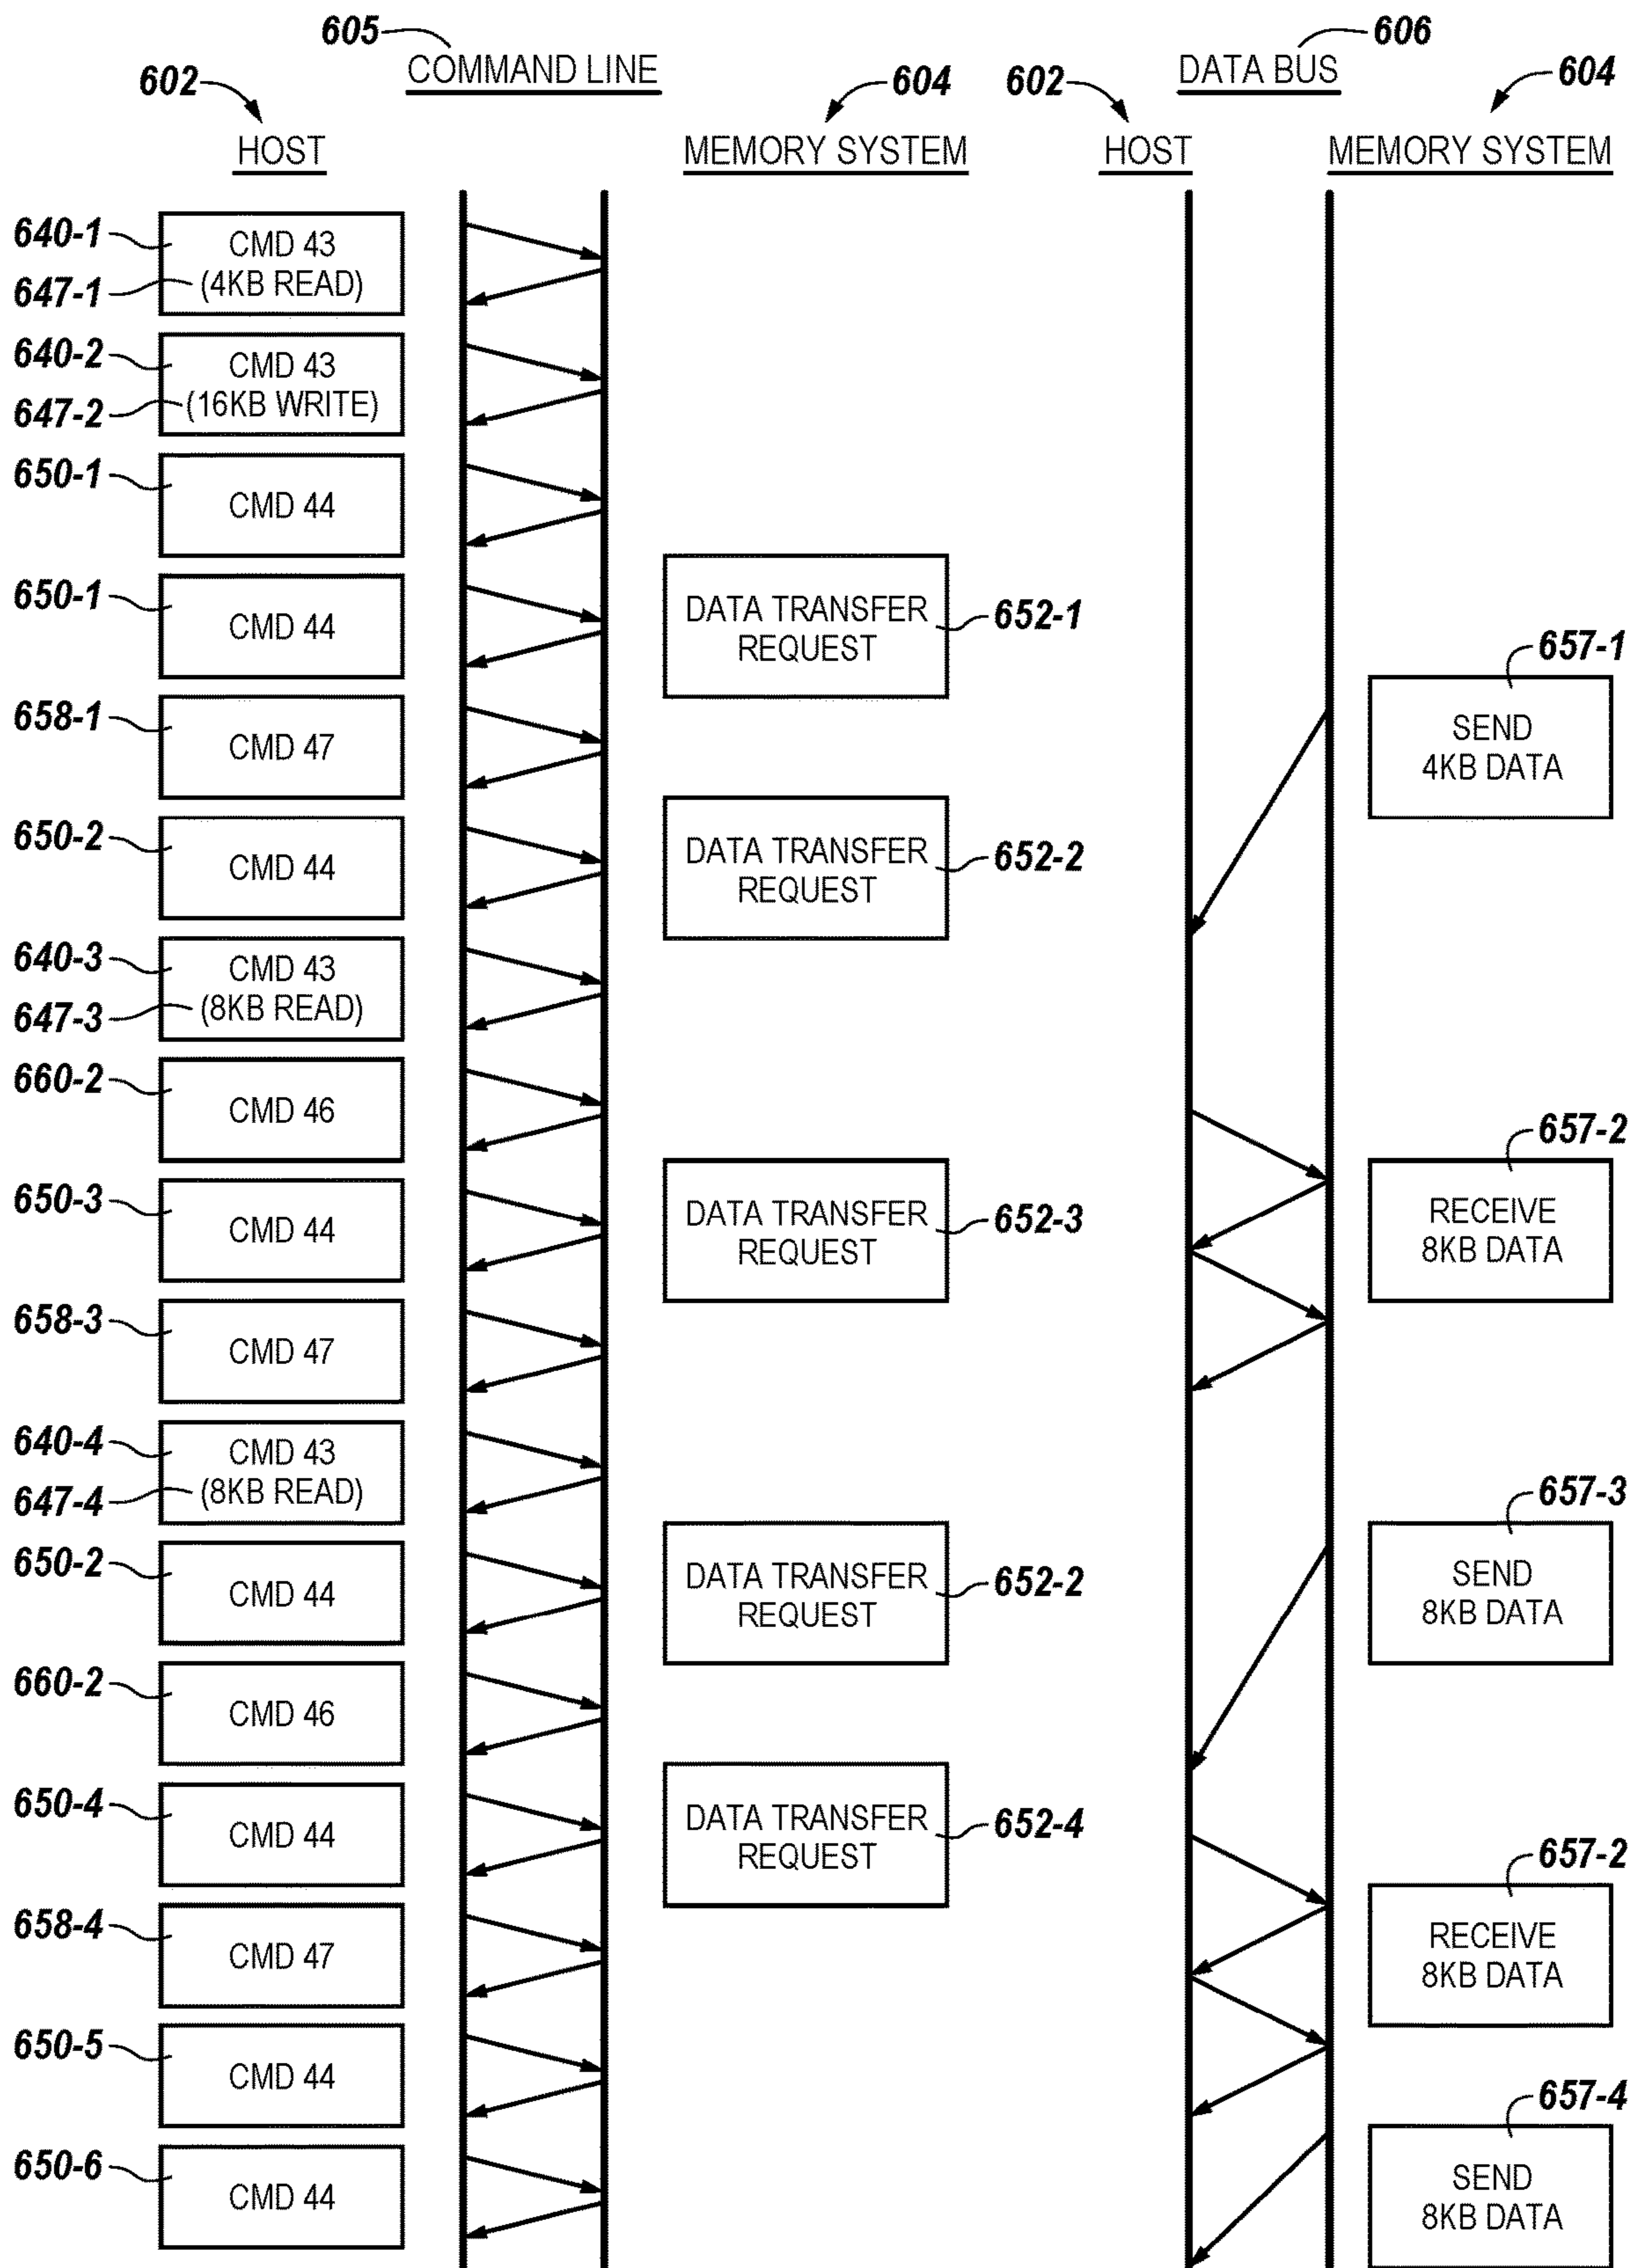 605
COMMAND LINE
606
DATA BUS
602
HOST
604
MEMORY SYSTEM
602
HOST
604
MEMORY SYSTEM
640-1
CMD 43
647-1
(4KB READ)
640-2
CMD 43
647-2
(16KB WRITE)
650-1
CMD 44
650-1
CMD 44
DATA TRANSFER
REQUEST
652-1
657-1
SEND
4KB DATA
658-1
CMD 47
650-2
CMD 44
DATA TRANSFER
REQUEST
652-2
640-3
CMD 43
647-3
(8KB READ)
660-2
CMD 46
657-2
RECEIVE
8KB DATA
650-3
CMD 44
DATA TRANSFER
REQUEST
652-3
658-3
CMD 47
640-4
CMD 43
647-4
(8KB READ)
657-3
SEND
8KB DATA
650-2
CMD 44
DATA TRANSFER
REQUEST
652-2
660-2
CMD 46
650-4
CMD 44
DATA TRANSFER
REQUEST
652-4
657-2
RECEIVE
8KB DATA
658-4
CMD 47
650-5
CMD 44
657-4
SEND
8KB DATA
650-6
CMD 44